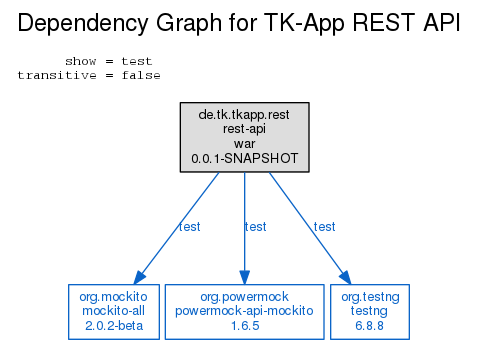 Dependency Graph for TK-App REST API
show = test
transitive = false
de.tk.tkapp.rest
rest-api
war
0.0.1-SNAPSHOT
test
test
test
org.mockito
mockito-all
2.0.2-beta
org.powermock
powermock-api-mockito
1.6.5
org.testng
testng
6.8.8